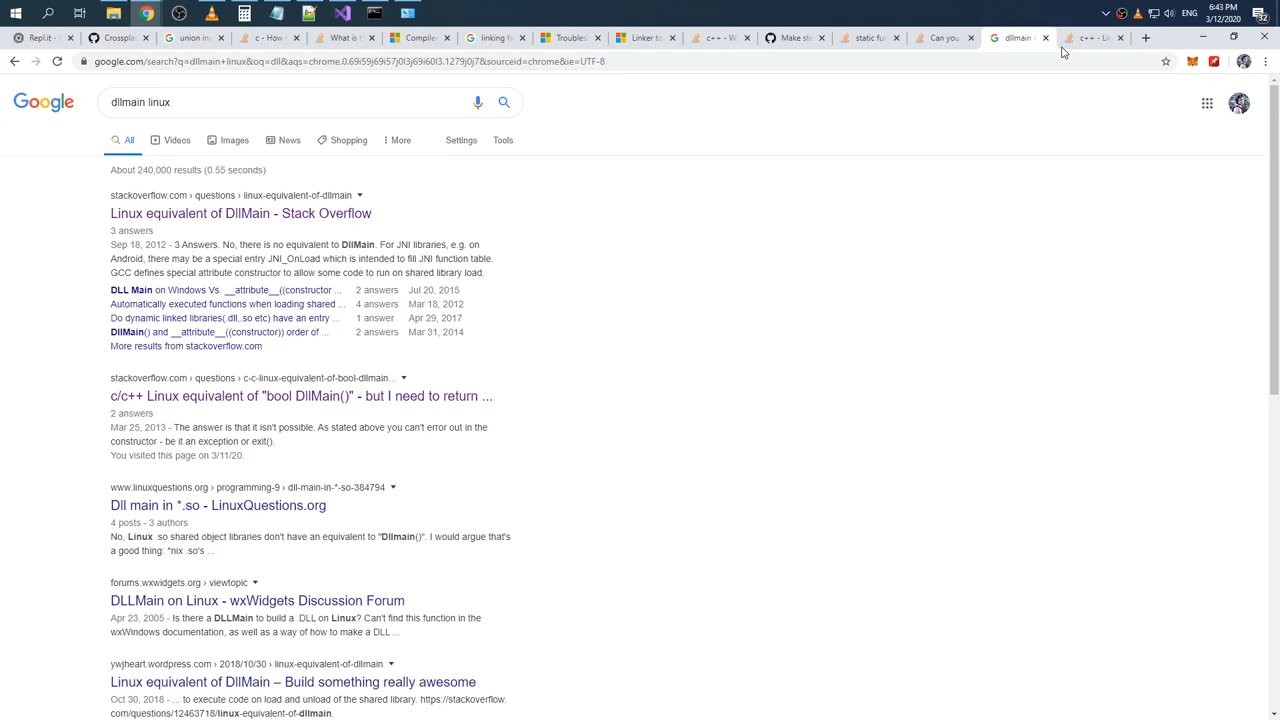 6:43 PM
ENG
3/12/2020
32
Repl.it -
Crossplat
union ini
c - How t
What is t
Compiler
linking fa
Troublesh
Linker to
c++ - Wh
Make sta
static fun
Can you
dllmain l
c++ - Lin
google.com/search?q=dllmain+linux&oq=dll&aqs=chrome.0.69i59j69i57j0l3j69i60l3.1279j0j7&sourceid=chrome&ie=UTF-8
Google
dllmain linux
All
Videos
Images
News
Shopping
More
Settings
Tools
About 240,000 results (0.55 seconds)
stackoverflow.com › questions › linux-equivalent-of-dllmain
Linux equivalent of DllMain - Stack Overflow
3 answers
Sep 18, 2012 - 3 Answers. No, there is no equivalent to DllMain. For JNI libraries, e.g. on
Android, there may be a special entry JNI_OnLoad which is intended to fill JNI function table.
GCC defines special attribute constructor to allow some code to run on shared library load.
DLL Main on Windows Vs. __attribute__((constructor ... 2 answers Jul 20, 2015
Automatically executed functions when loading shared ... 4 answers Mar 18, 2012
Do dynamic linked libraries(.dll,.so etc) have an entry ... 1 answer Apr 29, 2017
DllMain() and __attribute__((constructor)) order of ... 2 answers Mar 31, 2014
More results from stackoverflow.com
stackoverflow.com › questions › c-c-linux-equivalent-of-bool-dllmain...
c/c++ Linux equivalent of "bool DllMain()" - but I need to return ...
2 answers
Mar 25, 2013 - The answer is that it isn't possible. As stated above you can't error out in the
constructor - be it an exception or exit().
You visited this page on 3/11/20.
www.linuxquestions.org › programming-9 › dll-main-in-*-so-384794
Dll main in *.so - LinuxQuestions.org
4 posts - 3 authors
No, Linux .so shared object libraries don't have an equivalent to "Dllmain()". I would argue that's
a good thing: *nix .so's ...
forums.wxwidgets.org › viewtopic
DLLMain on Linux - wxWidgets Discussion Forum
Apr 23, 2005 - Is there a DLLMain to build a .DLL on Linux? Can't find this function in the
wxWindows documentation, as well as a way of how to make a DLL ...
ywjheart.wordpress.com › 2018/10/30 › linux-equivalent-of-dllmain
Linux equivalent of DllMain – Build something really awesome
Oct 30, 2018 - ... to execute code on load and unload of the shared library. https://stackoverflow.
com/questions/12463718/linux-equivalent-of-dllmain.